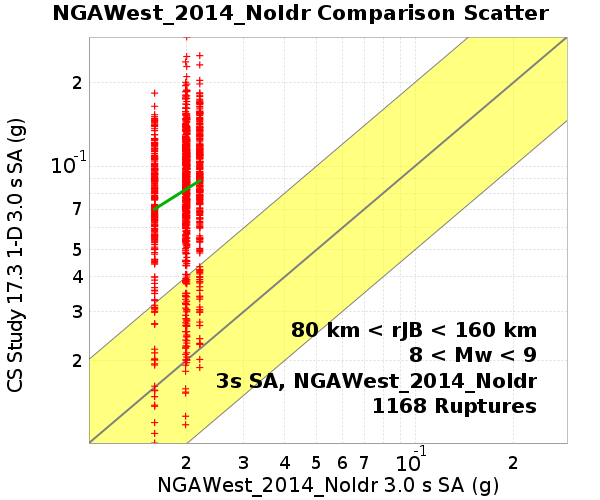 NGAWest_2014_NoIdr Comparison Scatter
CS Study 17.3 1-D 3.0 s SA (g)
2
10-1
7
5
4
3
2
80 km < rJB < 160 km
8 < Mw < 9
3s SA, NGAWest_2014_NoIdr
1168 Ruptures
2 3 4 5 6 7 10-1 2
NGAWest_2014_NoIdr 3.0 s SA (g)